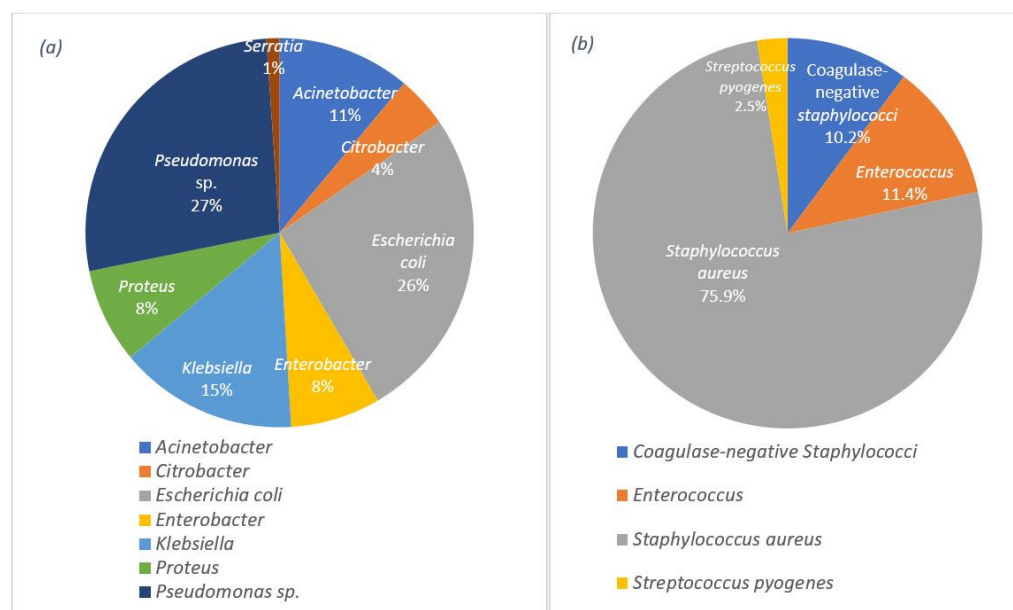 (a)
Serratia
1%
Acinetobacter
11%
Citrobacter
4%
Escherichia
coli
26%
Enterobacter
8%
Klebsiella
15%
Proteus
8%
Pseudomonas
sp.
27%
Acinetobacter
Citrobacter
Escherichia coli
Enterobacter
Klebsiella
Proteus
Pseudomonas sp.
(b)
Streptococcus
pyogenes
2.5%
Coagulase-
negative
staphylococci
10.2%
Enterococcus
11.4%
Staphylococcus
aureus
75.9%
Coagulase-negative Staphylococci
Enterococcus
Staphylococcus aureus
Streptococcus pyogenes